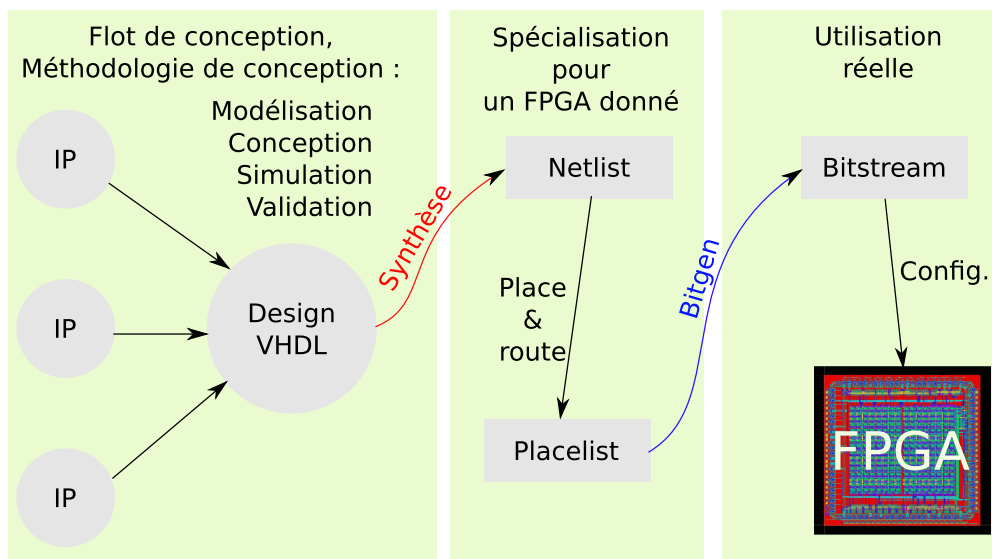 Flot de conception,
Méthodologie de conception :
Modélisation
Conception
Simulation
Validation
IP
IP
IP
Design
VHDL
Synthèse
Spécialisation
pour
un FPGA donné
Netlist
Place
&
route
Placelist
Bitgen
Utilisation
réelle
Bitstream
Config.
FPGA